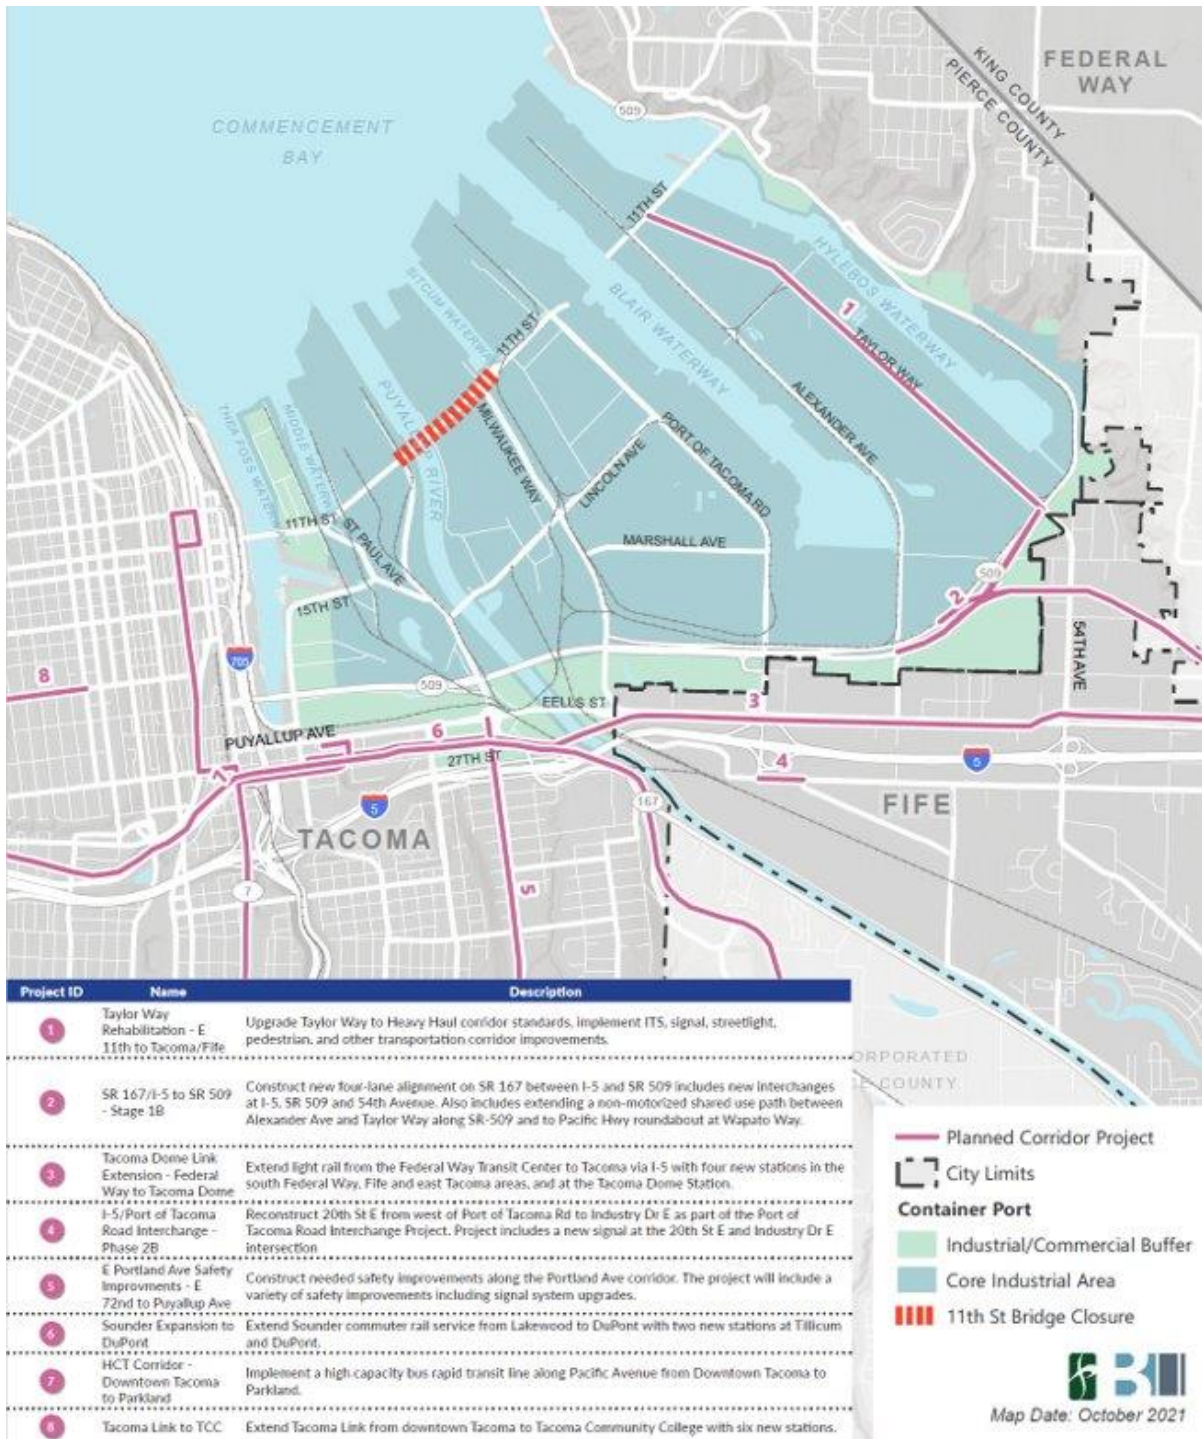 COMMENCEMENT
BAY
FEDERAL
WAY
KING COUNTY
PIERCE COUNTY
509
11TH ST
HYLEBOS WATERWAY
BLAIR WATERWAY
SITCUM WATERWAY
1
TAYLOR WAY
11TH ST
PUYALLUP RIVER
ALEXANDER AVE
THEA FOSS WATERWAY
MIDDLE WATERWAY
MILWAUKEE WAY
LINCOLN AVE
PORT OF TACOMA RD
11TH ST
ST PAUL AVE
MARSHALL AVE
509
2
15TH ST
54TH AVE
705
8
509
EELLS ST
3
PUYALLUP AVE
6
27TH ST
5
4
7
5
167
FIFE
TACOMA
7
5
Project ID Name Description
1
Taylor Way
Rehabilitation - E
11th to Tacoma/Fife
Upgrade Taylor Way to Heavy Haul corridor standards, implement ITS, signal, streetlight,
pedestrian, and other transportation corridor improvements.
2
SR 167/I-5 to SR 509
- Stage 1B
Construct new four-lane alignment on SR 167 between I-5 and SR 509 includes new interchanges
at I-5, SR 509 and 54th Avenue. Also includes extending a non-motorized shared use path between
Alexander Ave and Taylor Way along SR-509 and to Pacific Hwy roundabout at Wapato Way.
3
Tacoma Dome Link
Extension - Federal
Way to Tacoma Dome
Extend light rail from the Federal Way Transit Center to Tacoma via I-5 with four new stations in the
south Federal Way, Fife and east Tacoma areas, and at the Tacoma Dome Station.
4
I-5/Port of Tacoma
Road Interchange -
Phase 2B
Reconstruct 20th St E from west of Port of Tacoma Rd to Industry Dr E as part of the Port of
Tacoma Road Interchange Project. Project includes a new signal at the 20th St E and Industry Dr E
intersection
5
E Portland Ave Safety
Improvments - E
72nd to Puyallup Ave
Construct needed safety improvements along the Portland Ave corridor. The project will include a
variety of safety improvements including signal system upgrades.
6
Sounder Expansion to
DuPont
Extend Sounder commuter rail service from Lakewood to DuPont with two new stations at Tillicum
and DuPont.
7
HCT Corridor -
Downtown Tacoma
to Parkland
Implement a high capacity bus rapid transit line along Pacific Avenue from Downtown Tacoma to
Parkland.
8
Tacoma Link to TCC
Extend Tacoma Link from downtown Tacoma to Tacoma Community College with six new stations.
ORPORATED
E COUNTY
Planned Corridor Project
City Limits
Container Port
Industrial/Commercial Buffer
Core Industrial Area
11th St Bridge Closure
Map Date: October 2021